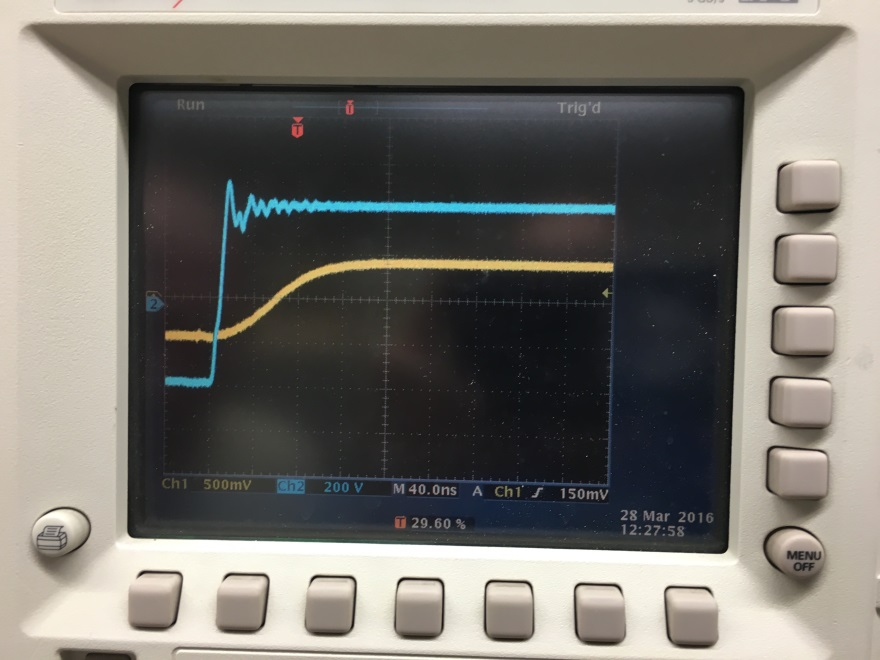 Run
Trig'd
T
T
2
Ch1 500mV Ch2 200 V M 40.0ns A Ch1 150mV
T 29.60 %
28 Mar 2016
12:27:58
MENU
OFF